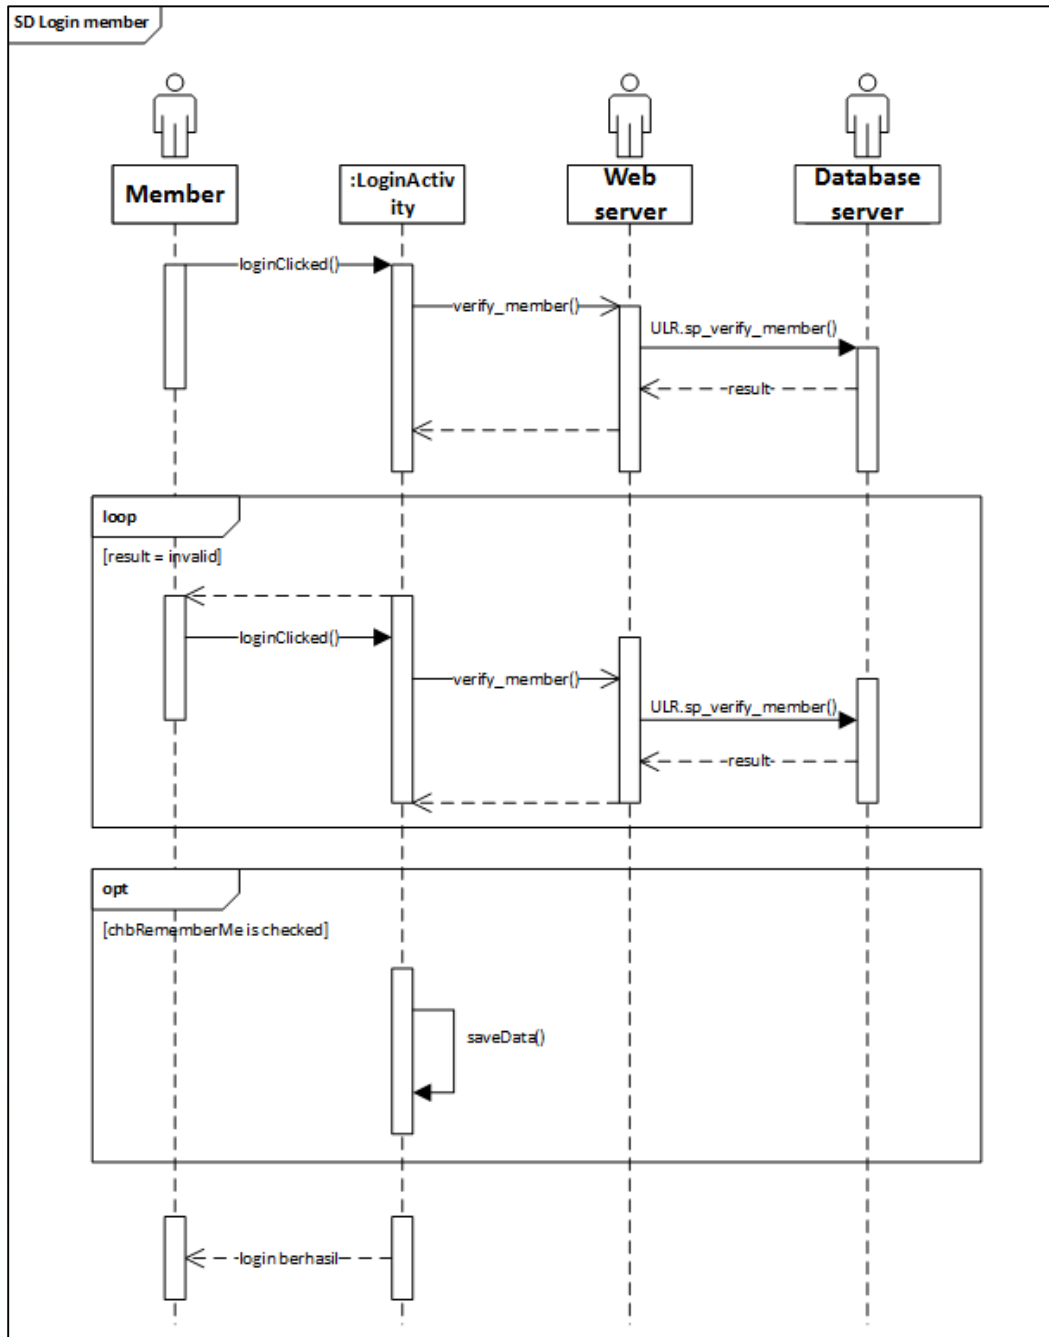 SD Login member
Member
:LoginActiv
ity
Web
server
Database
server
loginClicked()
verify_member()
ULR.sp_verify_member()
result
loop
[result = invalid]
loginClicked()
verify_member()
ULR.sp_verify_member()
result
opt
[chbRememberMe is checked]
saveData()
login berhasil